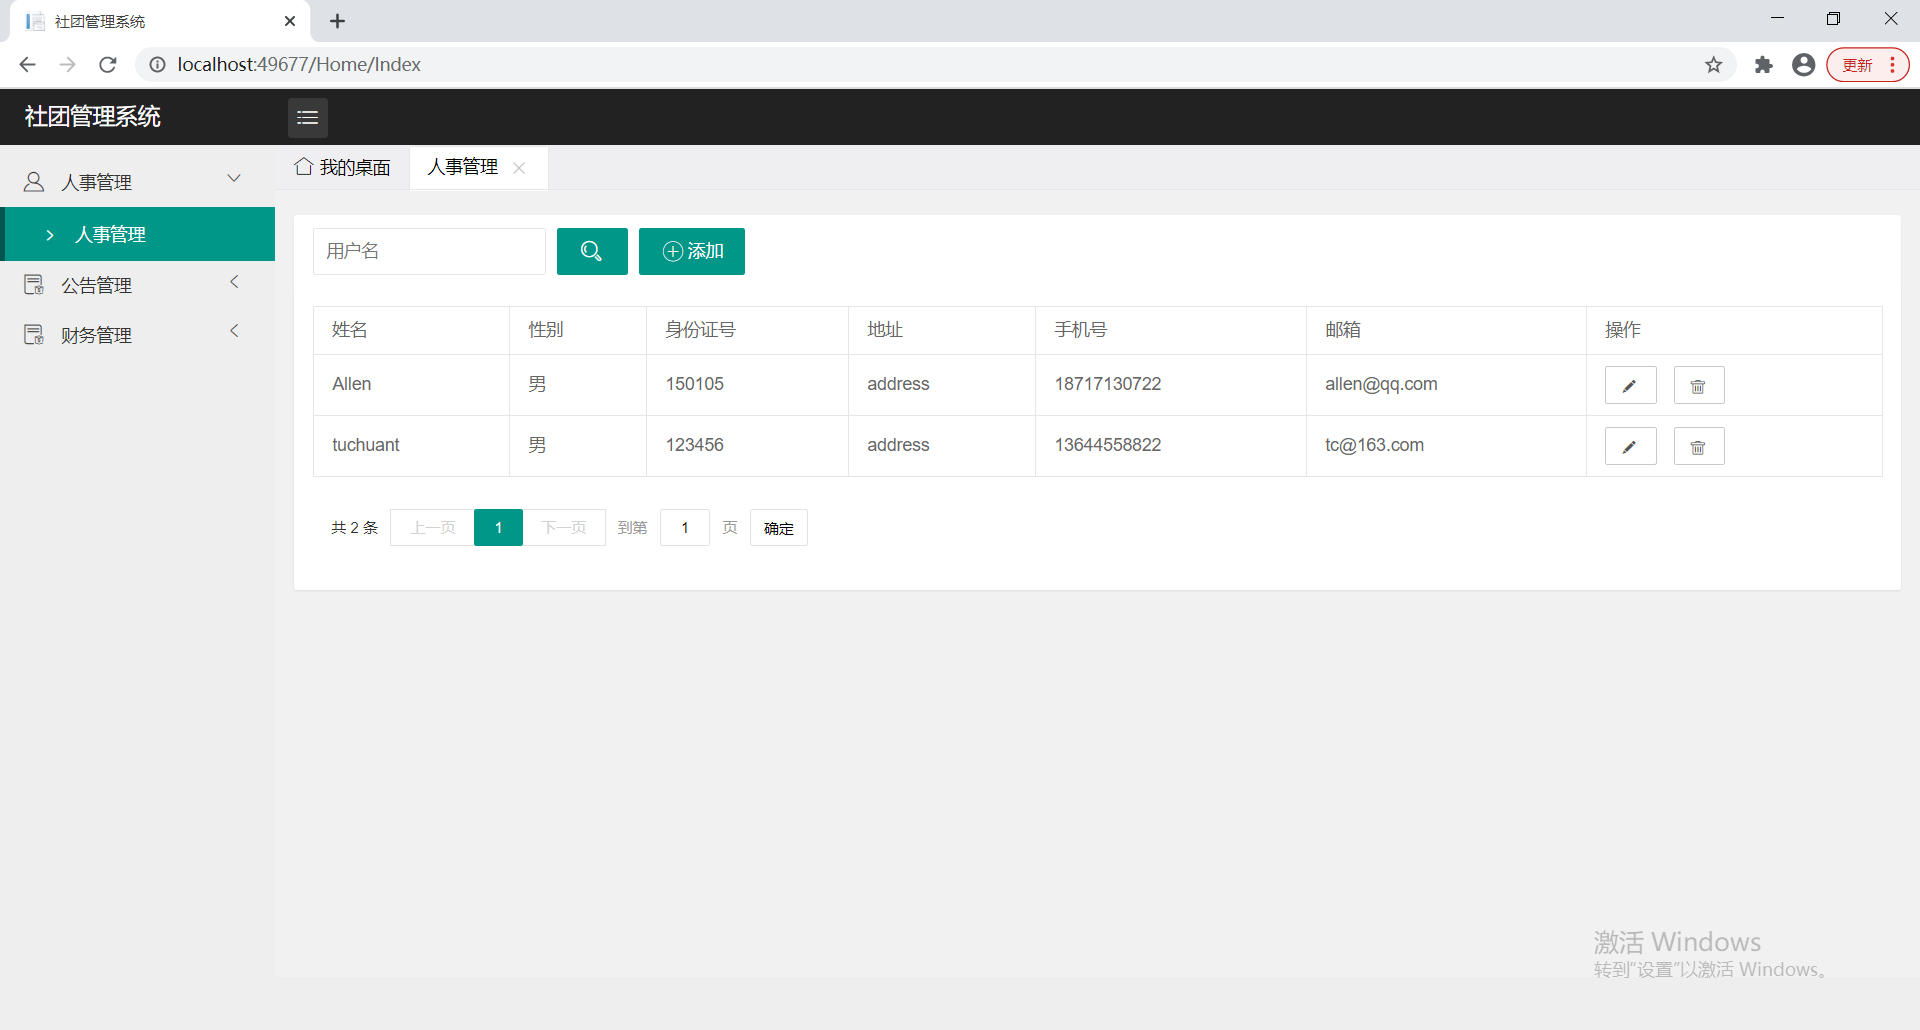 社团管理系统
localhost:49677/Home/Index
更新
社团管理系统
人事管理
人事管理
公告管理
财务管理
我的桌面 人事管理
用户名 添加
姓名 性别 身份证号 地址 手机号 邮箱 操作
Allen 男 150105 address 18717130722 allen@qq.com
tuchuant 男 123456 address 13644558822 tc@163.com
共 2 条 上一页 1 下一页 到第 1 页 确定
激活 Windows
转到“设置”以激活 Windows。